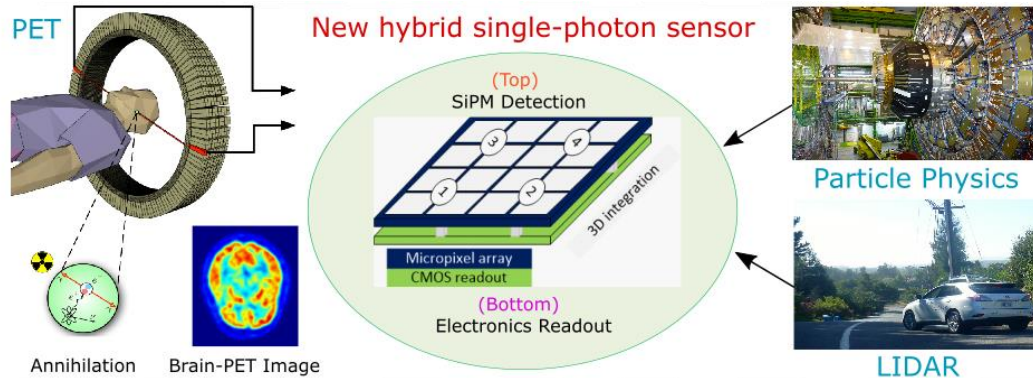 PET
New hybrid single-photon sensor
(Top)
SiPM Detection
3
4
1
2
3D integration
Micropixel array
CMOS readout
(Bottom)
Electronics Readout
Annihilation
Brain-PET Image
Particle Physics
LIDAR